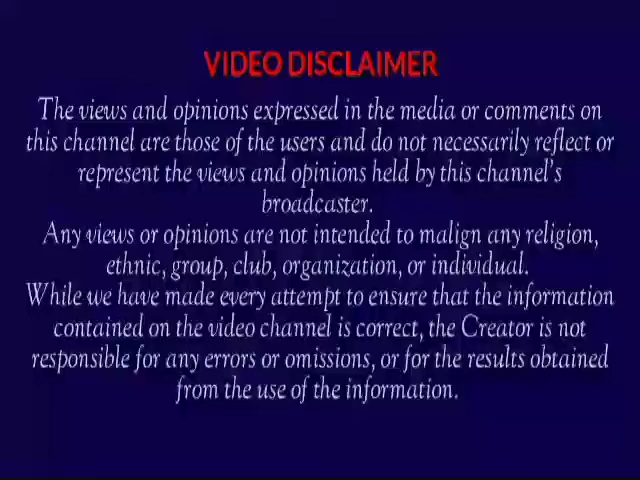 VIDEO DISCLAIMER
The views and opinions expressed in the media or comments on
this channel are those of the users and do not necessarily reflect or
represent the views and opinions held by this channel's
broadcaster.
Any views or opinions are not intended to malign any religion,
ethnic, group, club, organization, or individual.
While we have made every attempt to ensure that the information
contained on the video channel is correct, the Creator is not
responsible for any errors or omissions, or for the results obtained
from the use of the information.